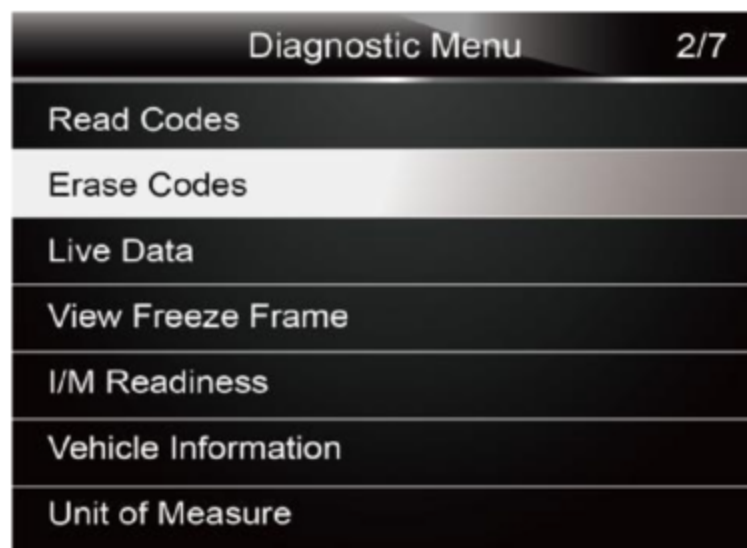 Diagnostic Menu 2/7
Read Codes
Erase Codes
Live Data
View Freeze Frame
I/M Readiness
Vehicle Information
Unit of Measure